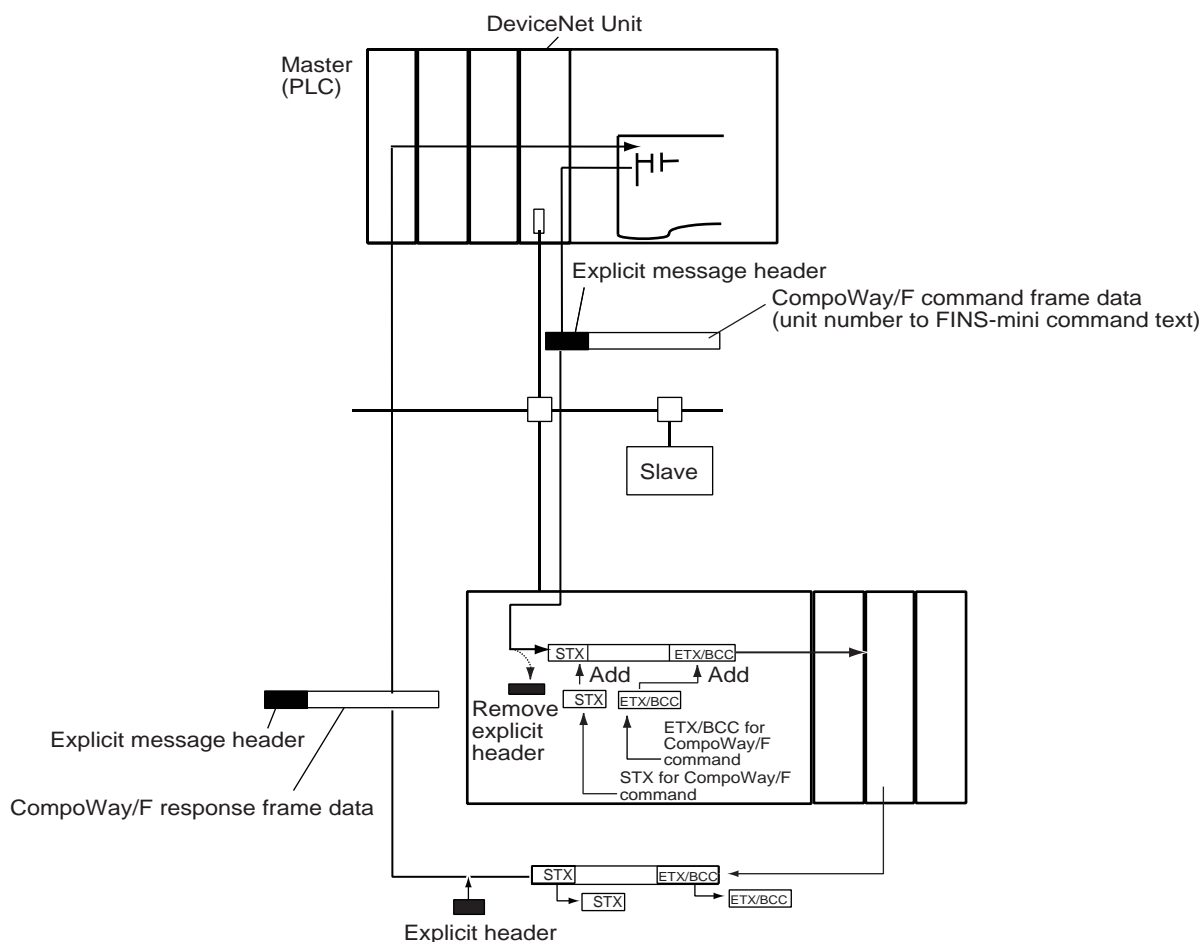 DeviceNet Unit
Master
(PLC)
Explicit message header
CompoWay/F command frame data
(unit number to FINS-mini command text)
Slave
STX
ETX/BCC
Add
Add
STX
ETX/BCC
Remove
explicit
header
ETX/BCC for
CompoWay/F
command
STX for CompoWay/F
command
Explicit message header
CompoWay/F response frame data
STX
ETX/BCC
STX
ETX/BCC
Explicit header